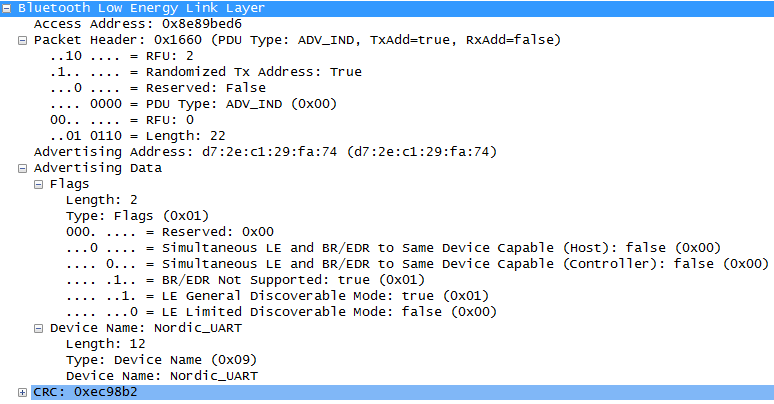 Bluetooth Low Energy Link Layer
Access Address: 0x8e89bed6
Packet Header: 0x1660 (PDU Type: ADV_IND, TxAdd=true, RxAdd=false)
..10 .... = RFU: 2
.1.. .... = Randomized Tx Address: True
...0 .... = Reserved: False
.... 0000 = PDU Type: ADV_IND (0x00)
00.. .... = RFU: 0
..01 0110 = Length: 22
Advertising Address: d7:2e:c1:29:fa:74 (d7:2e:c1:29:fa:74)
Advertising Data
Flags
Length: 2
Type: Flags (0x01)
000. .... = Reserved: 0x00
...0 .... = Simultaneous LE and BR/EDR to Same Device Capable (Host): false (0x00)
.... 0... = Simultaneous LE and BR/EDR to Same Device Capable (Controller): false (0x00)
.... .1.. = BR/EDR Not Supported: true (0x01)
.... ..1. = LE General Discoverable Mode: true (0x01)
.... ...0 = LE Limited Discoverable Mode: false (0x00)
Device Name: Nordic_UART
Length: 12
Type: Device Name (0x09)
Device Name: Nordic_UART
CRC: 0xec98b2